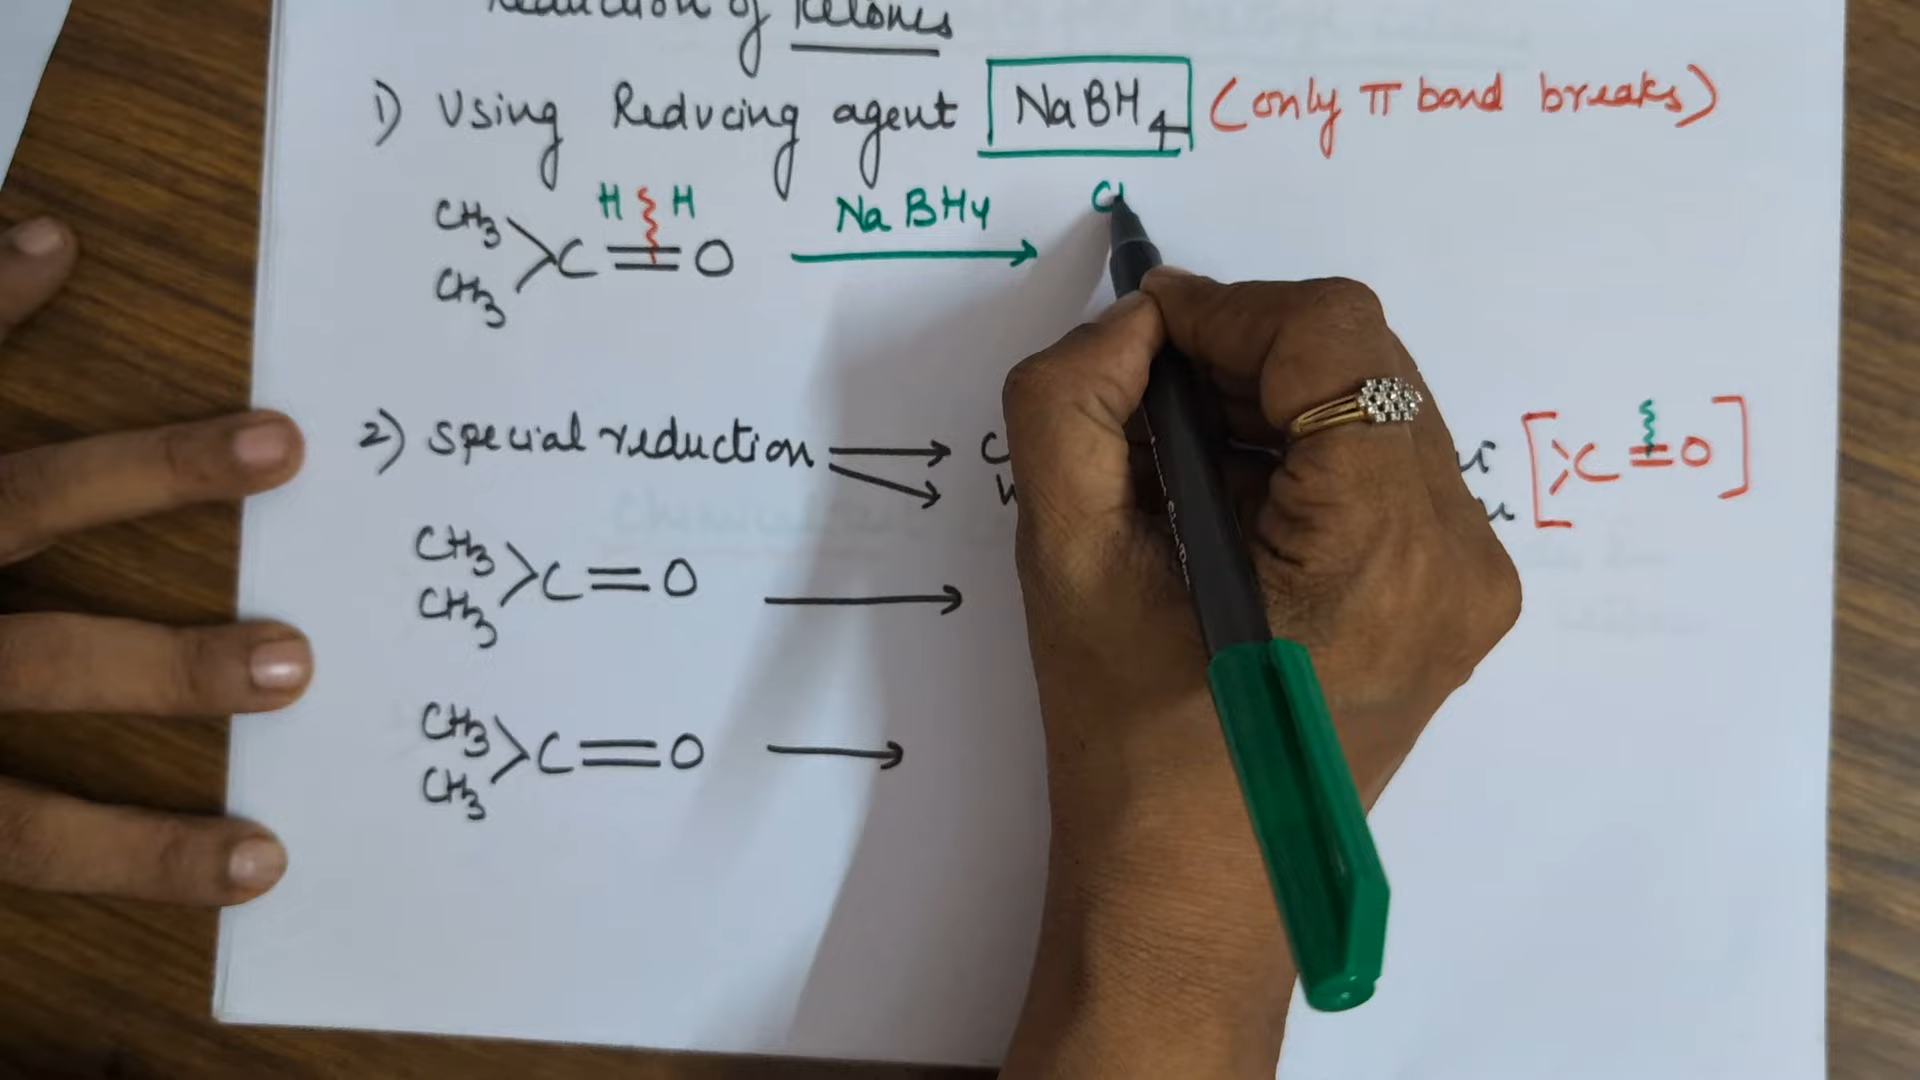 Reduction of Ketones
1) Using Reducing agent NaBH4 (only π bond breaks)
CH3 H H NaBH4 C
>C=O
CH3
2) special reduction C
[>C=O]
CH3
>C=O
CH3
CH3
>C=O
CH3